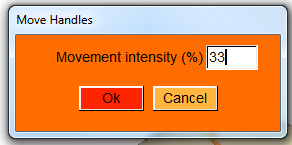 Move Handles
Movement intensity (%) 33
Ok Cancel